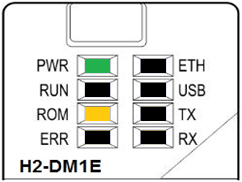 PWR ETH
RUN USB
ROM TX
ERR RX
H2-DM1E